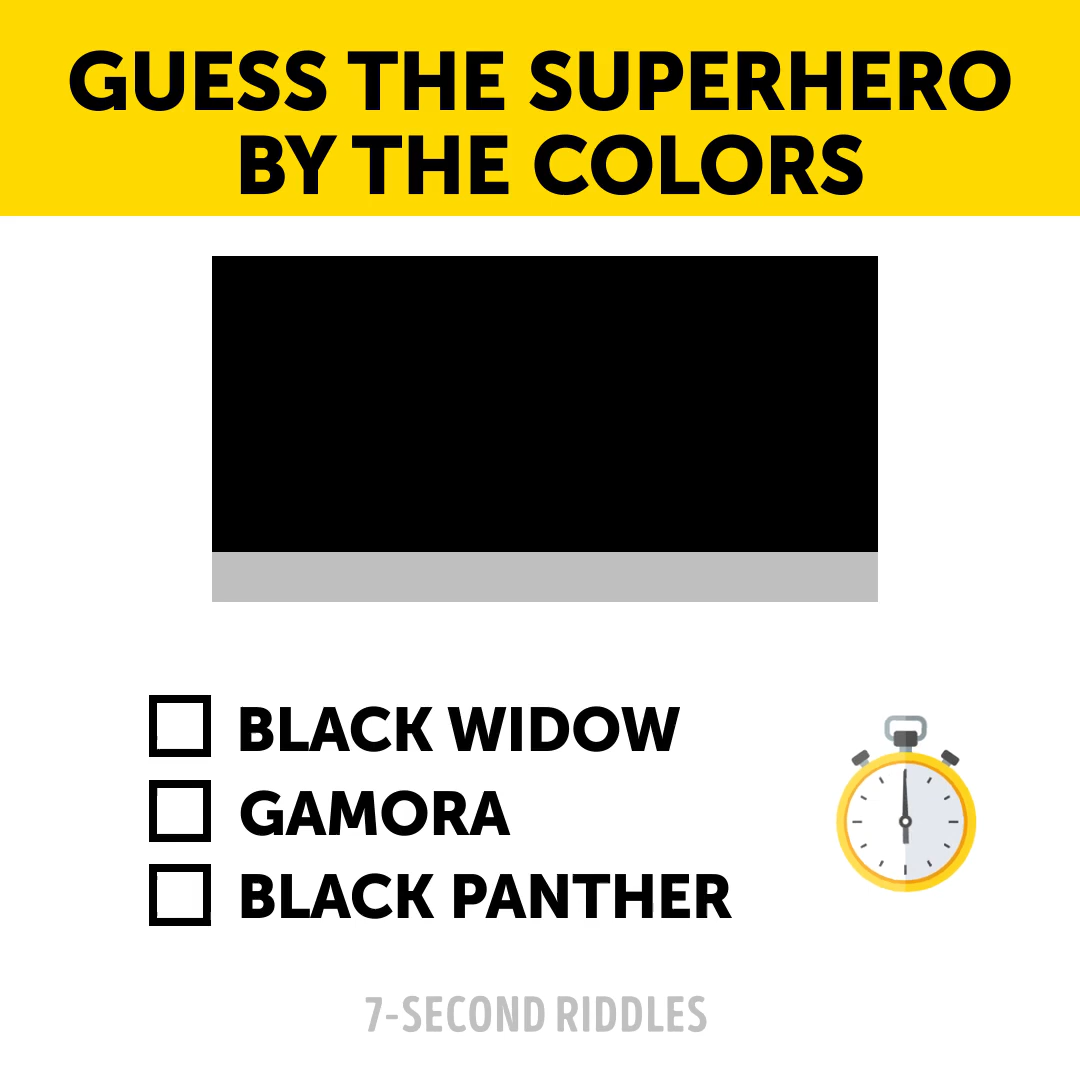 GUESS THE SUPERHERO
BY THE COLORS
BLACK WIDOW
GAMORA
BLACK PANTHER
7-SECOND RIDDLES